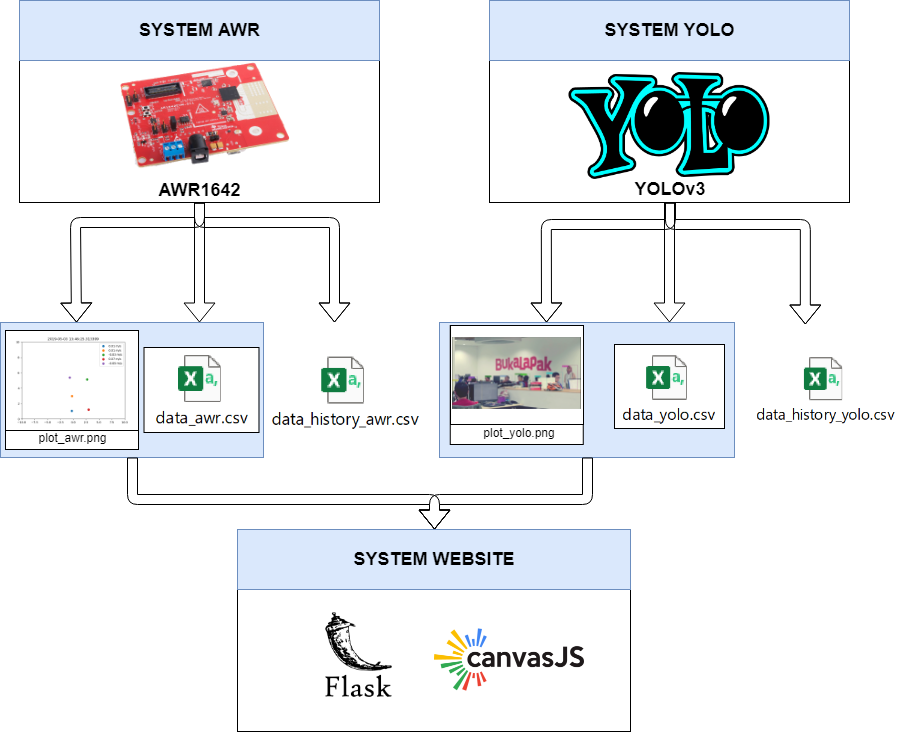 SYSTEM AWR
SYSTEM YOLO
AWR1642
YOLO
YOLOv3
plot_awr.png
data_awr.csv
data_history_awr.csv
Bukalapak
plot_yolo.png
data_yolo.csv
data_history_yolo.csv
SYSTEM WEBSITE
Flask
canvasJS